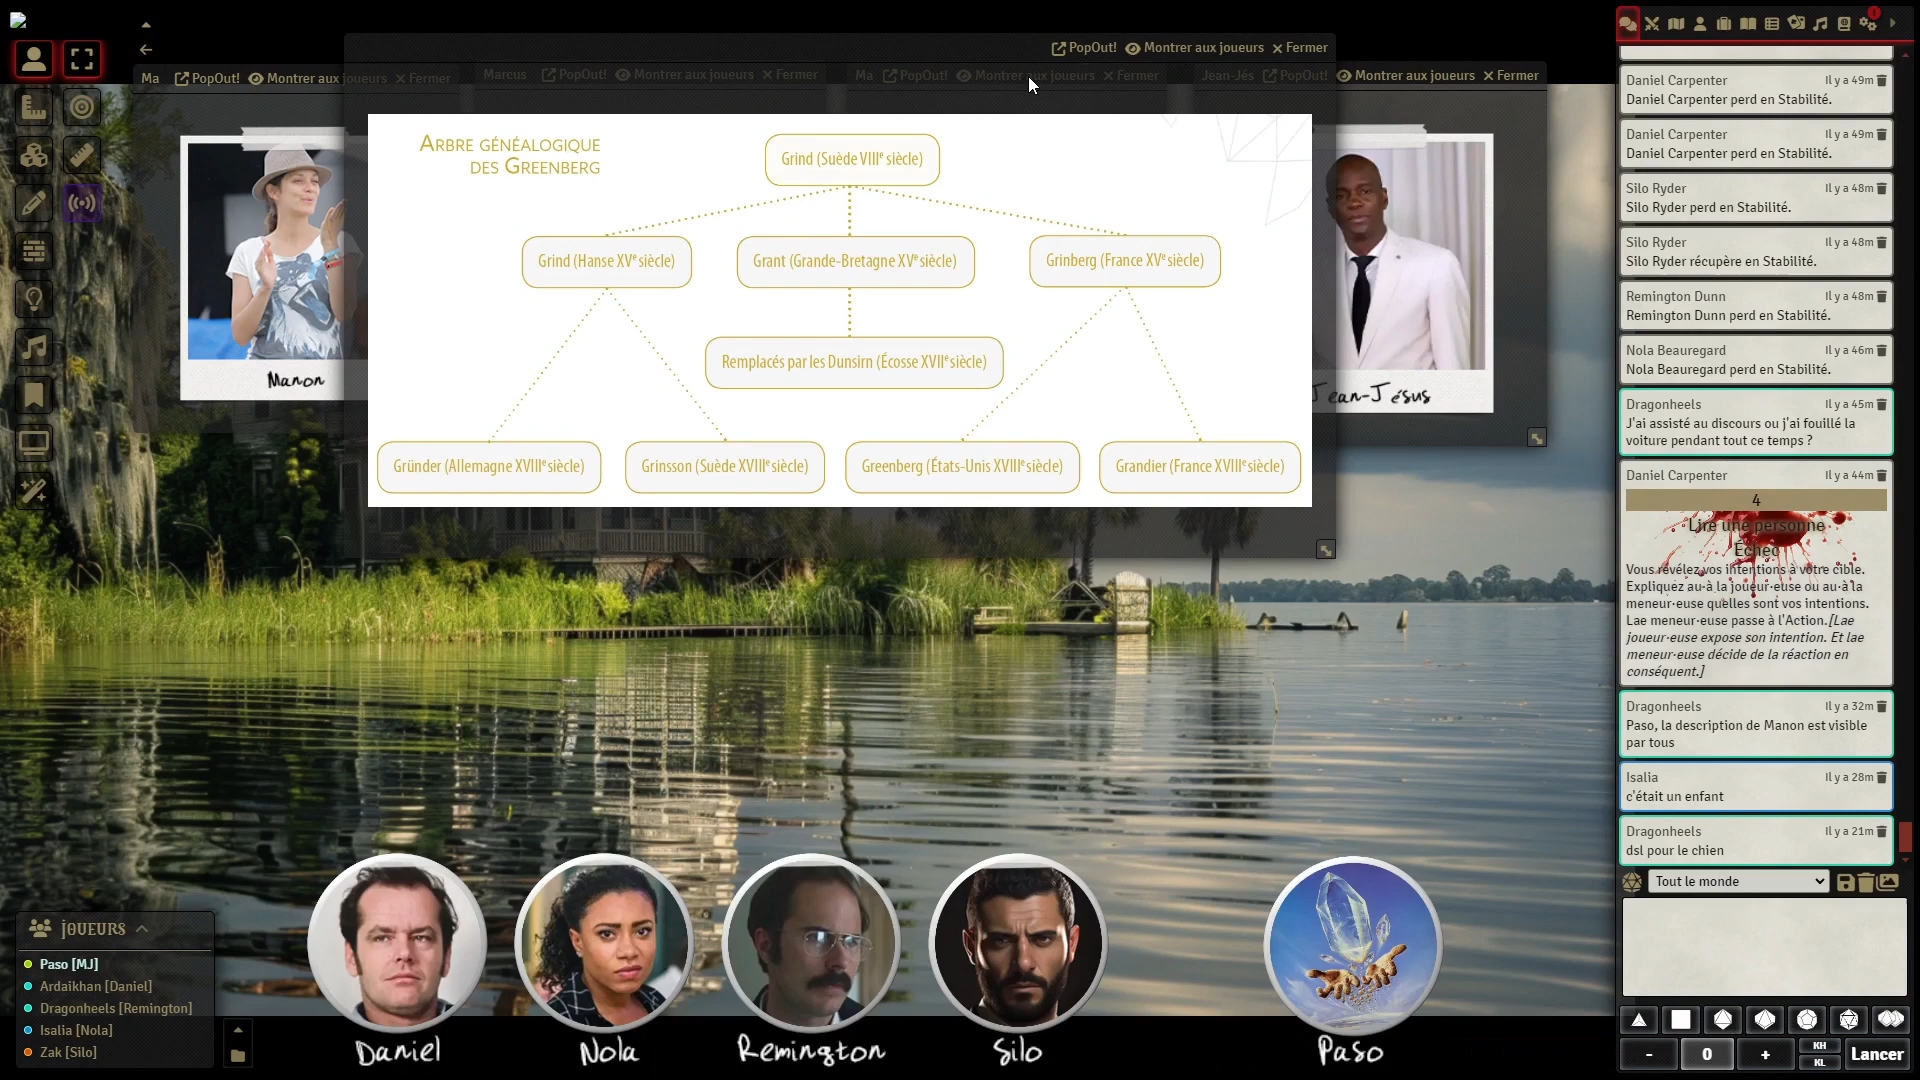 PopOut! Montrer aux joueurs Fermer
Ma PopOut! Montrer aux joueurs Fermer
Marcus PopOut! Montrer aux joueurs Fermer
Ma PopOut! Montrer aux joueurs Fermer
Jean-Jés PopOut! Montrer aux joueurs Fermer
Arbre généalogique
des Greenberg
Grind (Suède VIIIe siècle)
Grind (Hanse XVe siècle)
Grant (Grande-Bretagne XVe siècle)
Grinberg (France XVe siècle)
Remplacés par les Dunsirn (Écosse XVIIe siècle)
Gründer (Allemagne XVIIIe siècle)
Grinsson (Suède XVIIIe siècle)
Greenberg (États-Unis XVIIIe siècle)
Grandier (France XVIIIe siècle)
Manon
Jean-Jésus
JOUEURS
Paso [MJ]
Ardaikhan [Daniel]
Dragonheels [Remington]
Isalia [Nola]
Zak [Silo]
Daniel
Nola
Remington
Silo
Paso
Daniel Carpenter Il y a 49m
Daniel Carpenter perd en Stabilité.
Daniel Carpenter Il y a 49m
Daniel Carpenter perd en Stabilité.
Silo Ryder Il y a 48m
Silo Ryder perd en Stabilité.
Silo Ryder Il y a 48m
Silo Ryder récupère en Stabilité.
Remington Dunn Il y a 48m
Remington Dunn perd en Stabilité.
Nola Beauregard Il y a 46m
Nola Beauregard perd en Stabilité.
Dragonheels Il y a 45m
J'ai assisté au discours ou j'ai fouillé la
voiture pendant tout ce temps ?
Daniel Carpenter Il y a 44m
4
Lire une personne
Échec
Vous révélez vos intentions à votre cible.
Expliquez au·à la joueur·euse ou au·à la
meneur·euse quelles sont vos intentions.
Lae meneur·euse passe à l'Action.[Lae
joueur·euse expose son intention. Et lae
meneur·euse décide de la réaction en
conséquent.]
Dragonheels Il y a 32m
Paso, la description de Manon est visible
par tous
Isalia Il y a 28m
c'était un enfant
Dragonheels Il y a 21m
dsl pour le chien
Tout le monde
- 0 + KH
KL
Lancer